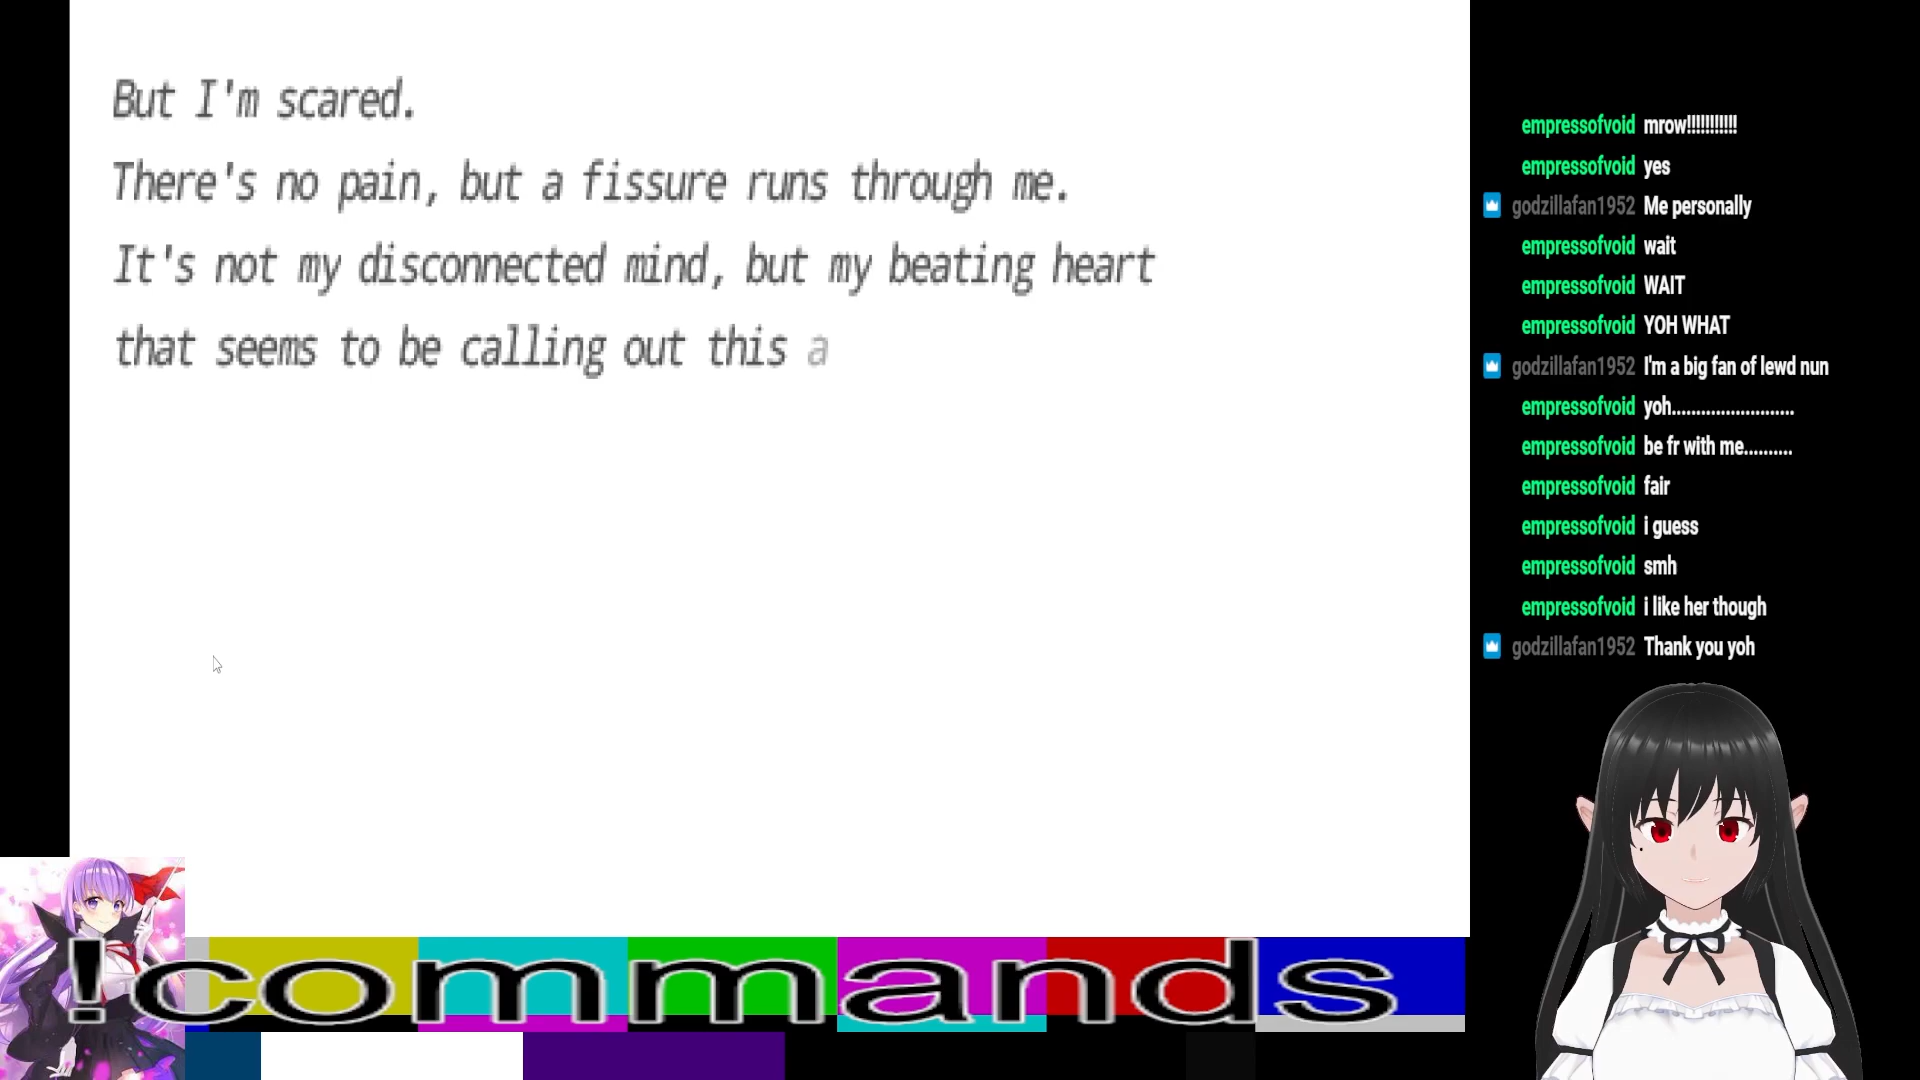 But I'm scared.
There's no pain, but a fissure runs through me.
It's not my disconnected mind, but my beating heart
that seems to be calling out this a
empressofvoid mrow!!!!!!!!!!!
empressofvoid yes
godzillafan1952 Me personally
empressofvoid wait
empressofvoid WAIT
empressofvoid YOH WHAT
godzillafan1952 I'm a big fan of lewd nun
empressofvoid yoh.........................
empressofvoid be fr with me..........
empressofvoid fair
empressofvoid i guess
empressofvoid smh
empressofvoid i like her though
godzillafan1952 Thank you yoh
!commands